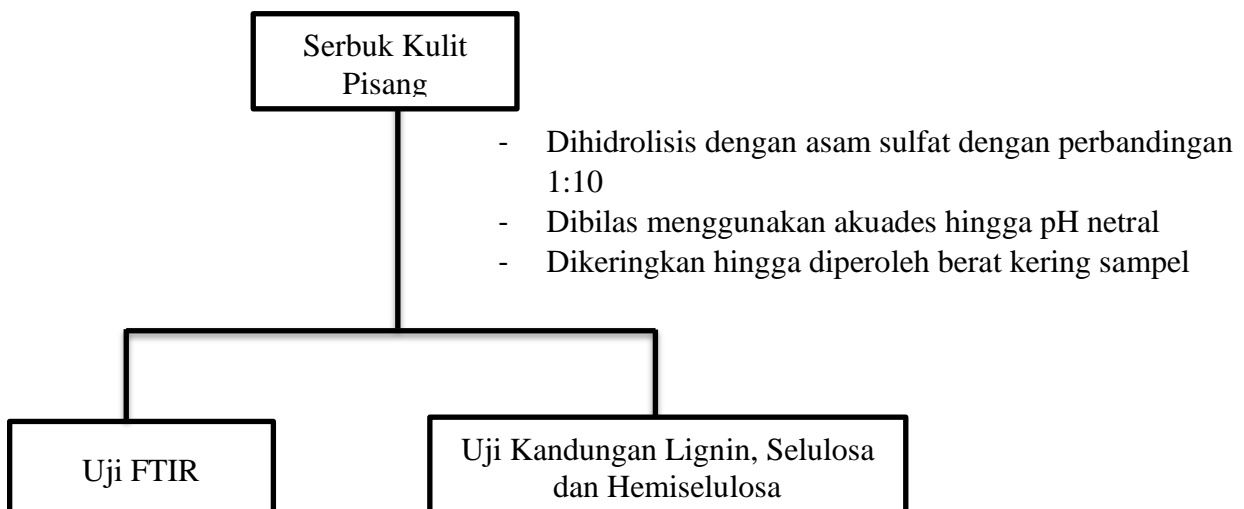 Serbuk Kulit
Pisang
- Dihidrolisis dengan asam sulfat dengan perbandingan
1:10
- Dibilas menggunakan akuades hingga pH netral
- Dikeringkan hingga diperoleh berat kering sampel
Uji FTIR
Uji Kandungan Lignin, Selulosa
dan Hemiselulosa